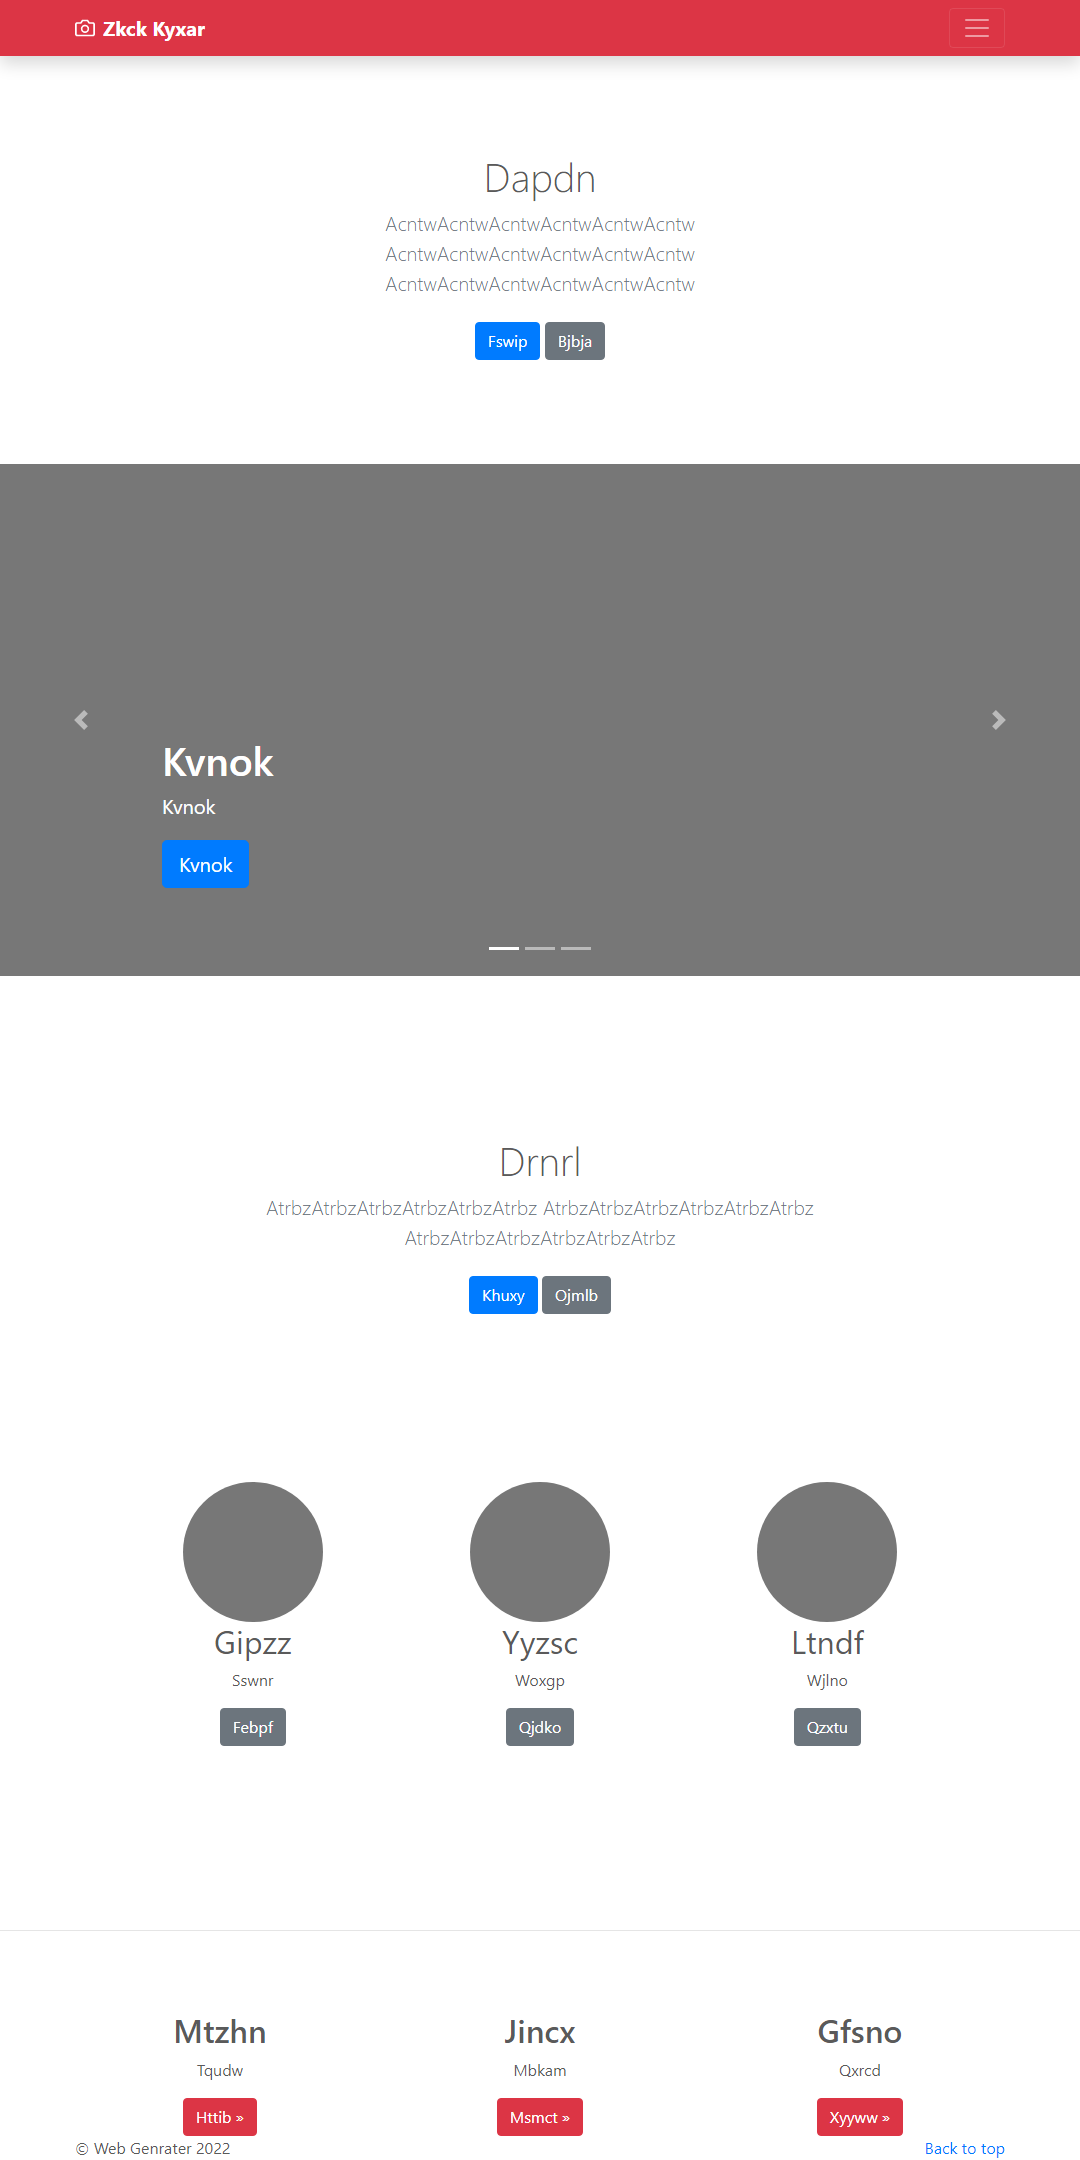 Zkck Kyxar
Dapdn
AcntwAcntwAcntwAcntwAcntwAcntw
AcntwAcntwAcntwAcntwAcntwAcntw
AcntwAcntwAcntwAcntwAcntwAcntw
Fswip Bjbja
Kvnok
Kvnok
Kvnok
Drnrl
AtrbzAtrbzAtrbzAtrbzAtrbzAtrbz AtrbzAtrbzAtrbzAtrbzAtrbzAtrbz
AtrbzAtrbzAtrbzAtrbzAtrbzAtrbz
Khuxy Ojmlb
Gipzz Yyzsc Ltndf
Sswnr Woxgp Wjlno
Febpf Qjdko Qzxtu
Mtzhn Jincx Gfsno
Tqudw Mbkam Qxrcd
Httib » Msmct » Xyyww »
© Web Genrater 2022 Back to top